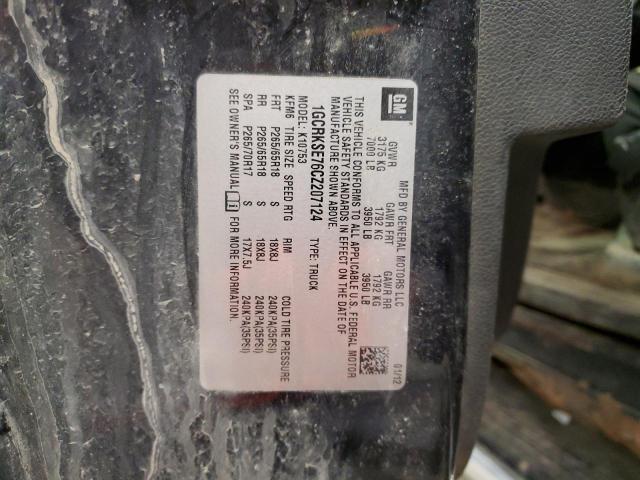 GM
MFD BY GENERAL MOTORS LLC 01/12
GVWR GAWR FRT GAWR RR
3175 KG 1792 KG 1792 KG
7000 LB 3950 LB 3950 LB
THIS VEHICLE CONFORMS TO ALL APPLICABLE U.S. FEDERAL MOTOR
VEHICLE SAFETY STANDARDS IN EFFECT ON THE DATE OF
MANUFACTURE SHOWN ABOVE.
1GCRKSE76CZ207124 TYPE: TRUCK
MODEL: K10753
KFM6 TIRE SIZE SPEED RTG RIM COLD TIRE PRESSURE
FRT P265/65R18 S 18X8J 240KPA(35PSI)
RR P265/65R18 S 18X8J 240KPA(35PSI)
SPA P265/70R17 S 17X7.5J 240KPA(35PSI)
SEE OWNER'S MANUAL FOR MORE INFORMATION.